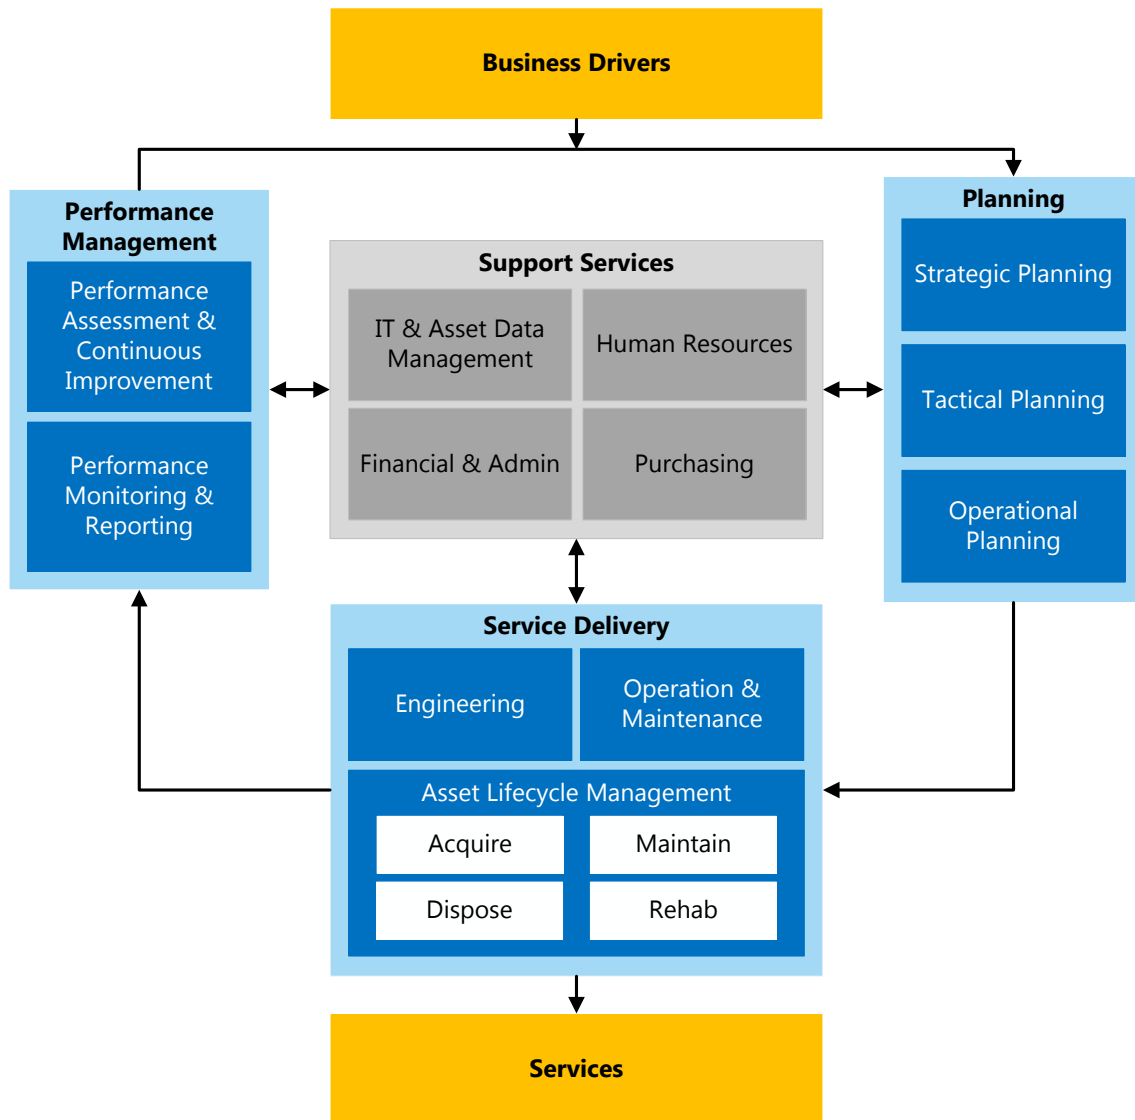 Business Drivers
Performance
Management
Performance
Assessment &
Continuous
Improvement
Performance
Monitoring &
Reporting
Support Services
IT & Asset Data
Management
Human Resources
Financial & Admin
Purchasing
Planning
Strategic Planning
Tactical Planning
Operational
Planning
Service Delivery
Engineering
Operation &
Maintenance
Asset Lifecycle Management
Acquire
Maintain
Dispose
Rehab
Services